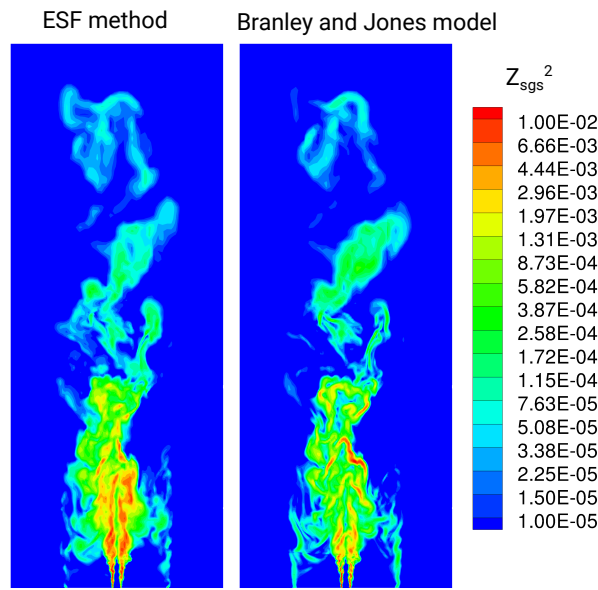 ESF method
Branley and Jones model
Zsgs²
1.00E-02
6.66E-03
4.44E-03
2.96E-03
1.97E-03
1.31E-03
8.73E-04
5.82E-04
3.87E-04
2.58E-04
1.72E-04
1.15E-04
7.63E-05
5.08E-05
3.38E-05
2.25E-05
1.50E-05
1.00E-05